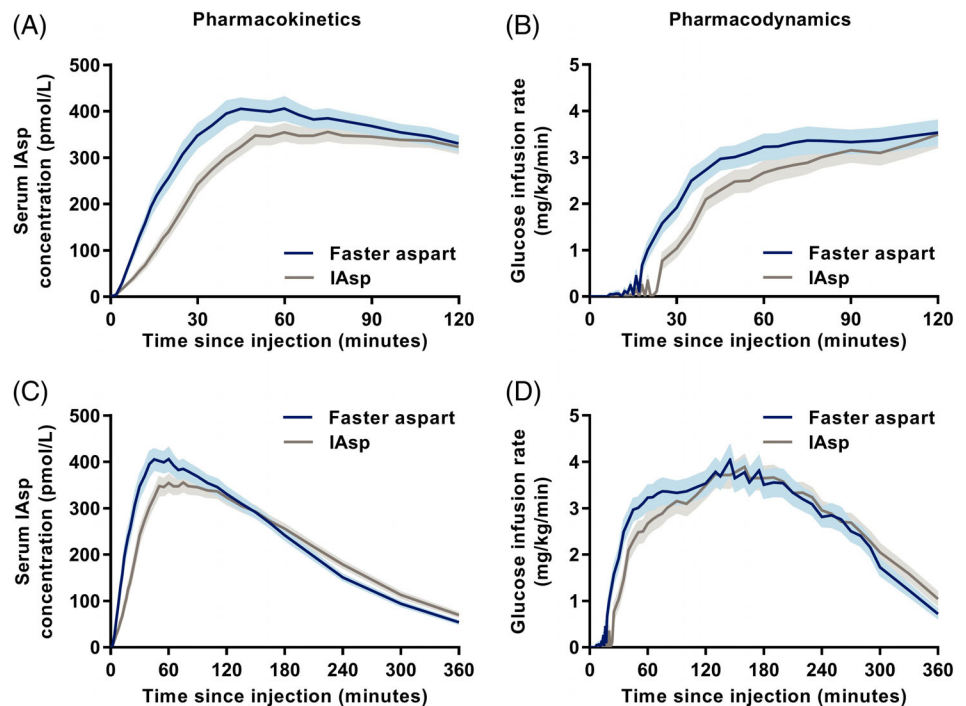 Pharmacokinetics
Pharmacodynamics
(A)
Serum IAsp
concentration (pmol/L)
500
400
300
200
100
0
Faster aspart
IAsp
0 30 60 90 120
Time since injection (minutes)
(B)
Glucose infusion rate
(mg/kg/min)
5
4
3
2
1
0
Faster aspart
IAsp
0 30 60 90 120
Time since injection (minutes)
(C)
Serum IAsp
concentration (pmol/L)
500
400
300
200
100
0
Faster aspart
IAsp
0 60 120 180 240 300 360
Time since injection (minutes)
(D)
Glucose infusion rate
(mg/kg/min)
5
4
3
2
1
0
Faster aspart
IAsp
0 60 120 180 240 300 360
Time since injection (minutes)